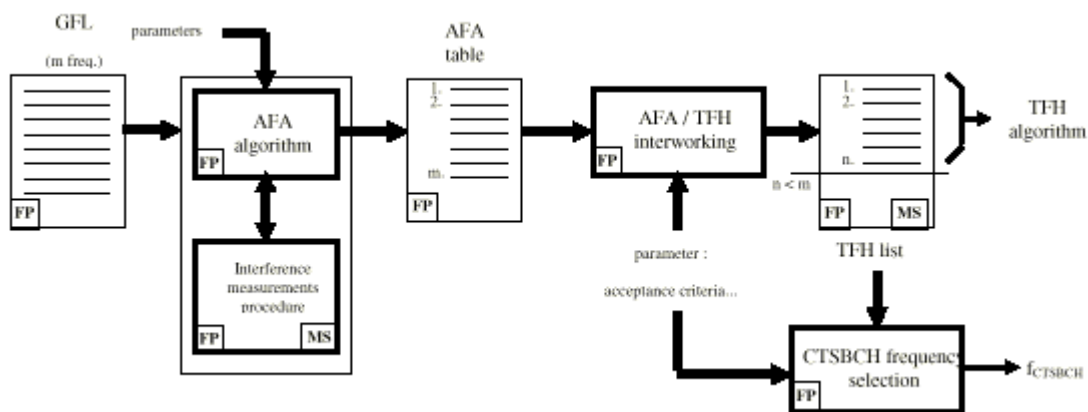 GFL
(m freq.)
FP
parameters
AFA
algorithm
FP
Interference
measurements
procedure
FP
MS
AFA
table
1.
2.
m.
FP
AFA / TFH
interworking
FP
n < m
1.
2.
n.
FP
MS
TFH list
TFH
algorithm
parameter :
acceptance criteria...
CTSBCH frequency
selection
FP
fCTSBCH